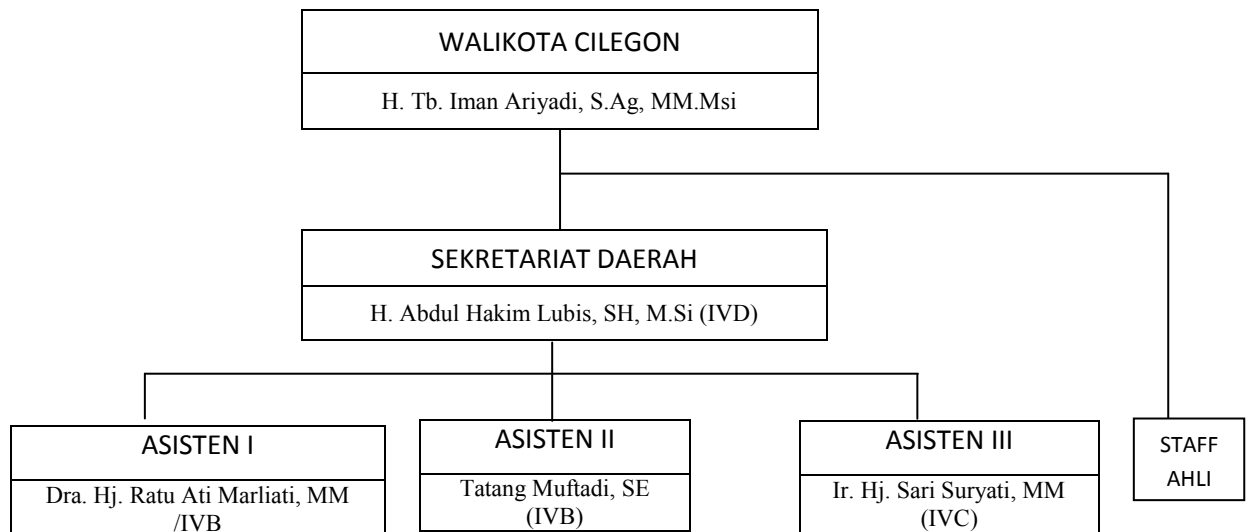 WALIKOTA CILEGON
H. Tb. Iman Ariyadi, S.Ag, MM.Msi
SEKRETARIAT DAERAH
H. Abdul Hakim Lubis, SH, M.Si (IVD)
ASISTEN I
Dra. Hj. Ratu Ati Marliati, MM
/IVB
ASISTEN II
Tatang Muftadi, SE
(IVB)
ASISTEN III
Ir. Hj. Sari Suryati, MM
(IVC)
STAFF
AHLI